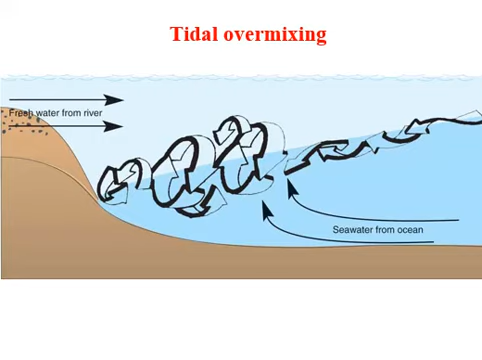 Tidal overmixing
Fresh water from river
Seawater from ocean